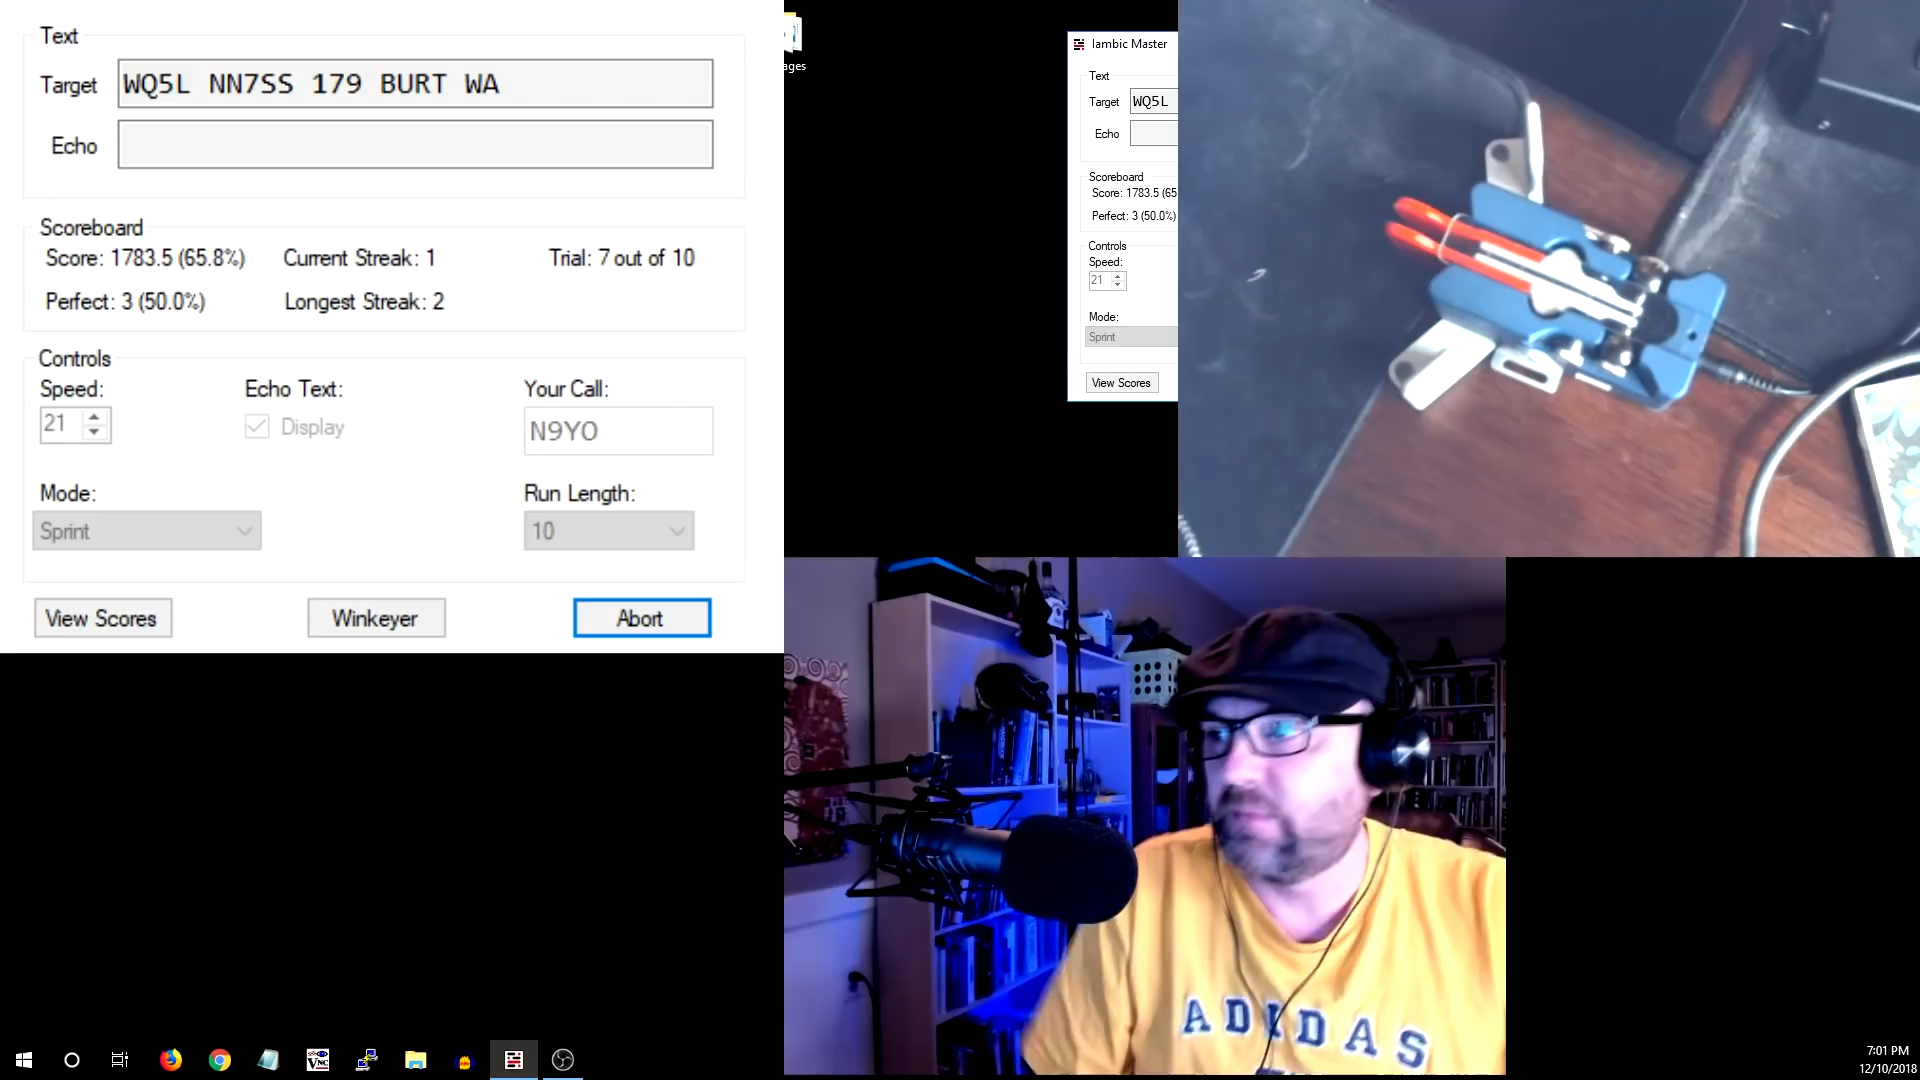 Text
Target WQ5L NN7SS 179 BURT WA
Echo
Scoreboard
Score: 1783.5 (65.8%) Current Streak: 1 Trial: 7 out of 10
Perfect: 3 (50.0%) Longest Streak: 2
Controls
Speed: Echo Text: Your Call:
21 Display N9YO
Mode: Run Length:
Sprint 10
View Scores Winkeyer Abort
ages
Iambic Master
Text
Target WQ5L
Echo
Scoreboard
Score: 1783.5 (65
Perfect: 3 (50.0%)
Controls
Speed:
21
Mode:
Sprint
View Scores
ADIDAS
VNC
7:01 PM
12/10/2018